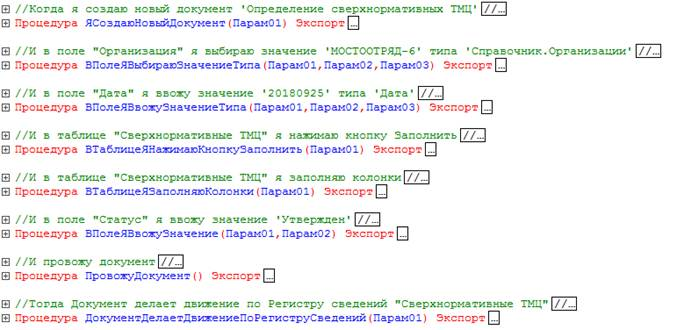 //Когда я создаю новый документ 'Определение сверхнормативных ТМЦ'//…
Процедура ЯСоздаюНовыйДокумент(Парам01) Экспорт…
//И в поле "Организация" я выбираю значение 'МОСТООТРЯД-6' типа 'Справочник.Организации'//…
Процедура ВПолеЯВыбираюЗначениеТипа(Парам01,Парам02,Парам03) Экспорт…
//И в поле "Дата" я ввожу значение '20180925' типа 'Дата'//…
Процедура ВПолеЯВвожуЗначениеТипа(Парам01,Парам02,Парам03) Экспорт…
//И в таблице "Сверхнормативные ТМЦ" я нажимаю кнопку Заполнить//…
Процедура ВТаблицеЯНажимаюКнопкуЗаполнить(Парам01) Экспорт…
//И в таблице "Сверхнормативные ТМЦ" я заполняю колонки//…
Процедура ВТаблицеЯЗаполняюКолонки(Парам01) Экспорт…
//И в поле "Статус" я ввожу значение 'Утвержден'//…
Процедура ВПолеЯВвожуЗначение(Парам01,Парам02) Экспорт…
//И провожу документ//…
Процедура ПровожуДокумент() Экспорт…
//Тогда Документ делает движение по Регистру сведений "Сверхнормативные ТМЦ"//…
Процедура ДокументДелаетДвижениеПоРегиструСведений(Парам01) Экспорт…